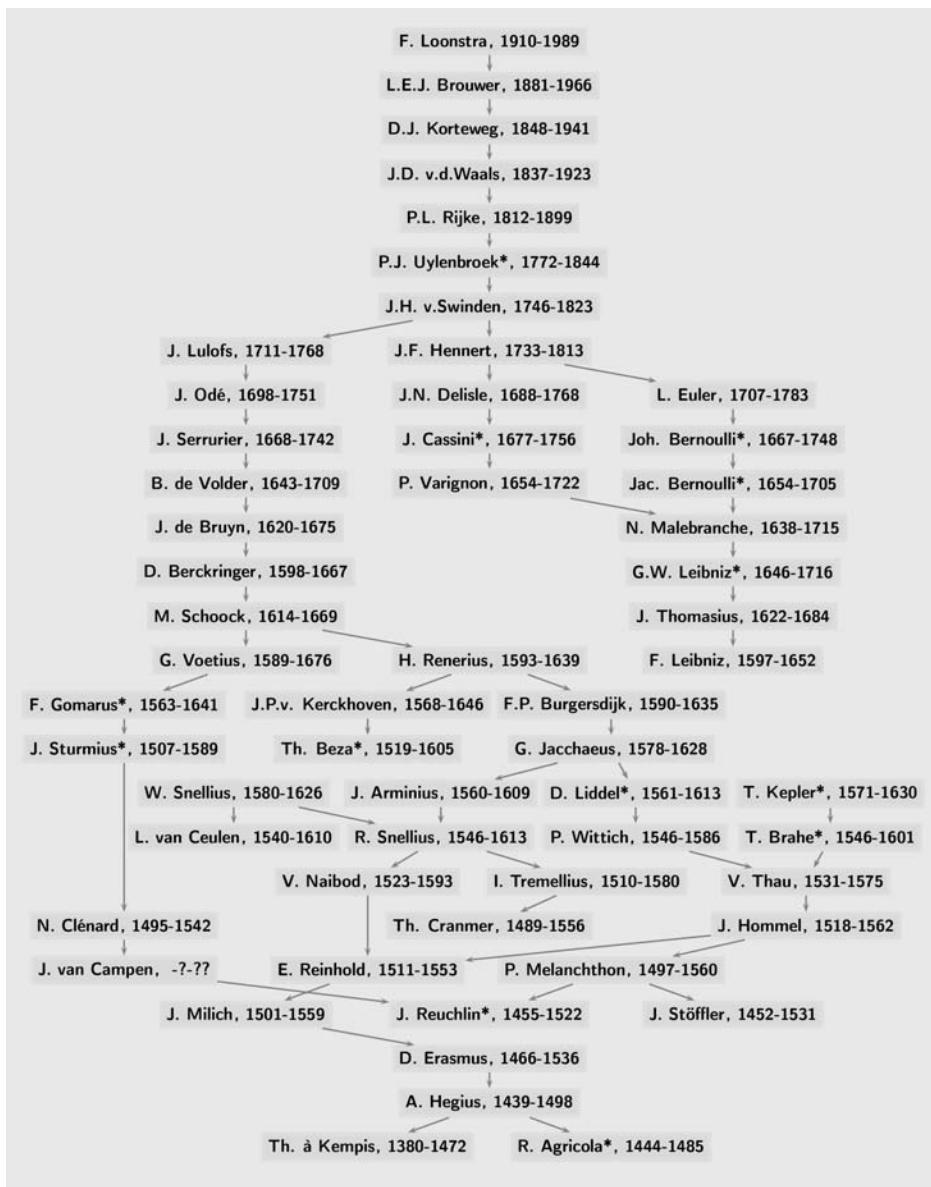 F. Loonstra, 1910-1989
L.E.J. Brouwer, 1881-1966
D.J. Korteweg, 1848-1941
J.D. v.d.Waals, 1837-1923
P.L. Rijke, 1812-1899
P.J. Uylenbroek*, 1772-1844
J.H. v.Swinden, 1746-1823
J. Lulofs, 1711-1768 J.F. Hennert, 1733-1813
J. Odé, 1698-1751 J.N. Delisle, 1688-1768 L. Euler, 1707-1783
J. Serrurier, 1668-1742 J. Cassini*, 1677-1756 Joh. Bernoulli*, 1667-1748
B. de Volder, 1643-1709 P. Varignon, 1654-1722 Jac. Bernoulli*, 1654-1705
J. de Bruyn, 1620-1675 N. Malebranche, 1638-1715
D. Berckringer, 1598-1667 G.W. Leibniz*, 1646-1716
M. Schoock, 1614-1669 J. Thomasius, 1622-1684
G. Voetius, 1589-1676 H. Renerius, 1593-1639 F. Leibniz, 1597-1652
F. Gomarus*, 1563-1641 J.P.v. Kerckhoven, 1568-1646 F.P. Burgersdijk, 1590-1635
J. Sturmius*, 1507-1589 Th. Beza*, 1519-1605 G. Jacchaeus, 1578-1628
W. Snellius, 1580-1626 J. Arminius, 1560-1609 D. Liddel*, 1561-1613 T. Kepler*, 1571-1630
L. van Ceulen, 1540-1610 R. Snellius, 1546-1613 P. Wittich, 1546-1586 T. Brahe*, 1546-1601
V. Naibod, 1523-1593 I. Tremellius, 1510-1580 V. Thau, 1531-1575
N. Clénard, 1495-1542 Th. Cranmer, 1489-1556 J. Hommel, 1518-1562
J. van Campen, -?-?? E. Reinhold, 1511-1553 P. Melanchthon, 1497-1560
J. Milich, 1501-1559 J. Reuchlin*, 1455-1522 J. Stöffler, 1452-1531
D. Erasmus, 1466-1536
A. Hegius, 1439-1498
Th. à Kempis, 1380-1472 R. Agricola*, 1444-1485